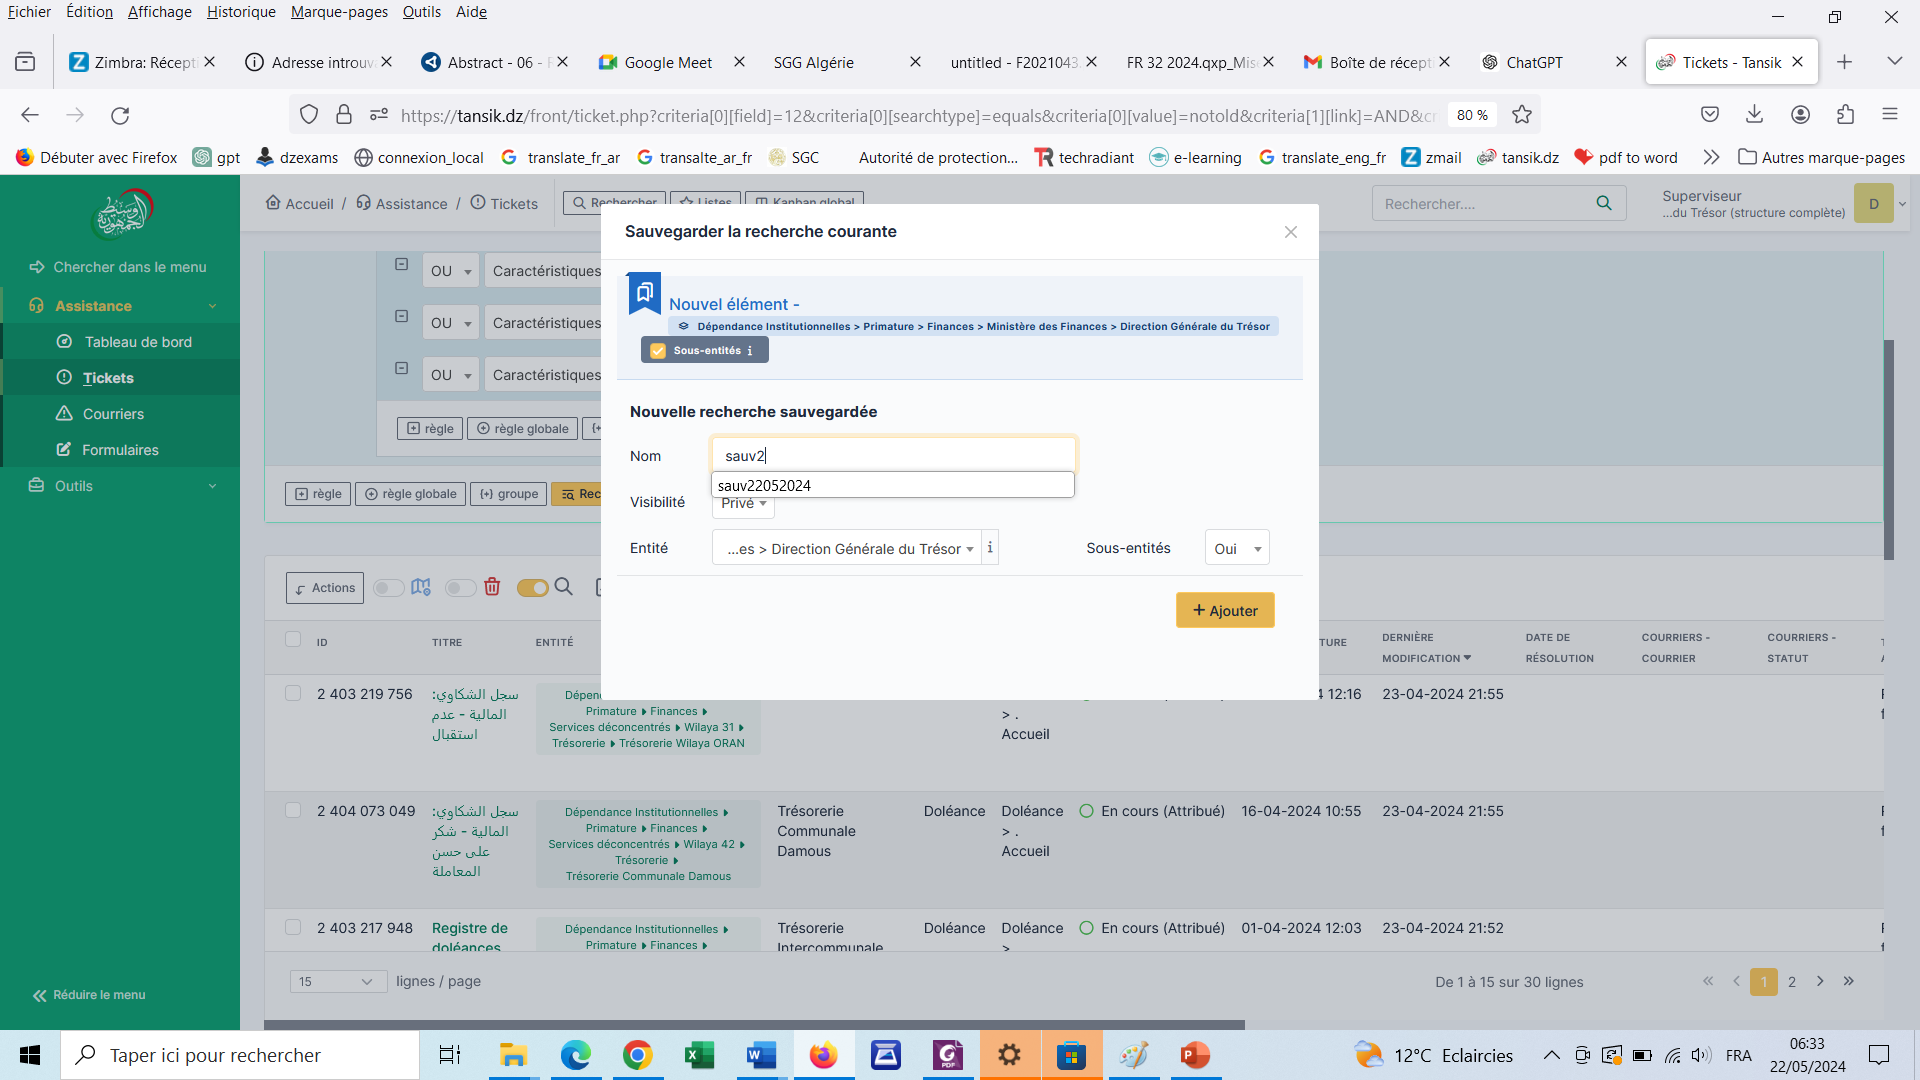 Fichier Édition Affichage Historique Marque-pages Outils Aide
Zimbra: Récepti
Adresse introuva
Abstract - 06 - 
Google Meet
SGG Algérie
untitled - F2021043.
FR 32 2024.qxp_Mis
Boîte de récepti
ChatGPT
Tickets - Tansik
https://tansik.dz/front/ticket.php?criteria[0][field]=12&criteria[0][searchtype]=equals&criteria[0][value]=notold&criteria[1][link]=AND&cr
80 %
Débuter avec Firefox gpt dzexams connexion_local translate_fr_ar transalte_ar_fr SGC Autorité de protection... techradiant e-learning translate_eng_fr zmail tansik.dz pdf to word Autres marque-pages
Accueil / Assistance / Tickets
Rechercher Listes Kanban global
Rechercher....
Superviseur
...du Trésor (structure complète)
D
Chercher dans le menu
Assistance
Tableau de bord
Tickets
Courriers
Formulaires
Outils
Réduire le menu
OU Caractéristiques
OU Caractéristiques
OU Caractéristiques
règle règle globale
règle règle globale groupe Rec
Sauvegarder la recherche courante
Nouvel élément -
Dépendance Institutionnelles > Primature > Finances > Ministère des Finances > Direction Générale du Trésor
Sous-entités
Nouvelle recherche sauvegardée
Nom sauv2
sauv22052024
Visibilité Privé
Entité ...es > Direction Générale du Trésor Sous-entités Oui
+ Ajouter
Actions
ID TITRE ENTITÉ TURE DERNIÈRE MODIFICATION DATE DE RÉSOLUTION COURRIERS - COURRIER COURRIERS - STATUT
2 403 219 756
سجل الشكاوي:
المالية - عدم
استقبال
Dépen
Primature Finances
Services déconcentrés Wilaya 31
Trésorerie Trésorerie Wilaya ORAN
> .
Accueil
12:16
23-04-2024 21:55
2 404 073 049
سجل الشكاوي:
المالية - شكر
على حسن
المعاملة
Dépendance Institutionnelles
Primature Finances
Services déconcentrés Wilaya 42
Trésorerie
Trésorerie Communale Damous
Trésorerie
Communale
Damous
Doléance
Doléance
> .
Accueil
En cours (Attribué)
16-04-2024 10:55
23-04-2024 21:55
2 403 217 948
Registre de
doléances
Dépendance Institutionnelles
Primature Finances
Trésorerie
Intercommunale
Doléance
Doléance
>
En cours (Attribué)
01-04-2024 12:03
23-04-2024 21:52
15 lignes / page
De 1 à 15 sur 30 lignes
« ‹ 1 2 › »
Taper ici pour rechercher
12°C Eclaircies
FRA
06:33
22/05/2024